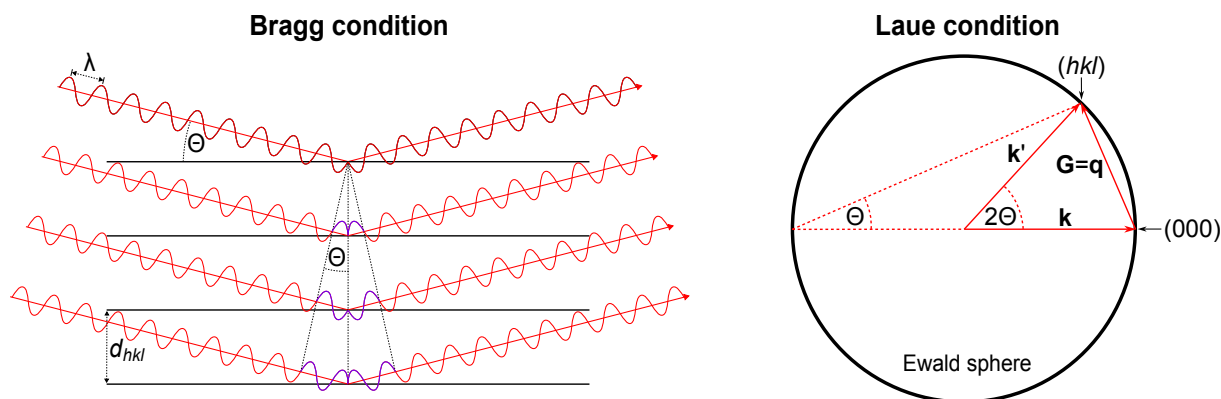 Bragg condition
λ
Θ
Θ
dhkl
Laue condition
(hkl)
k'
G=q
Θ
2Θ
k
(000)
Ewald sphere